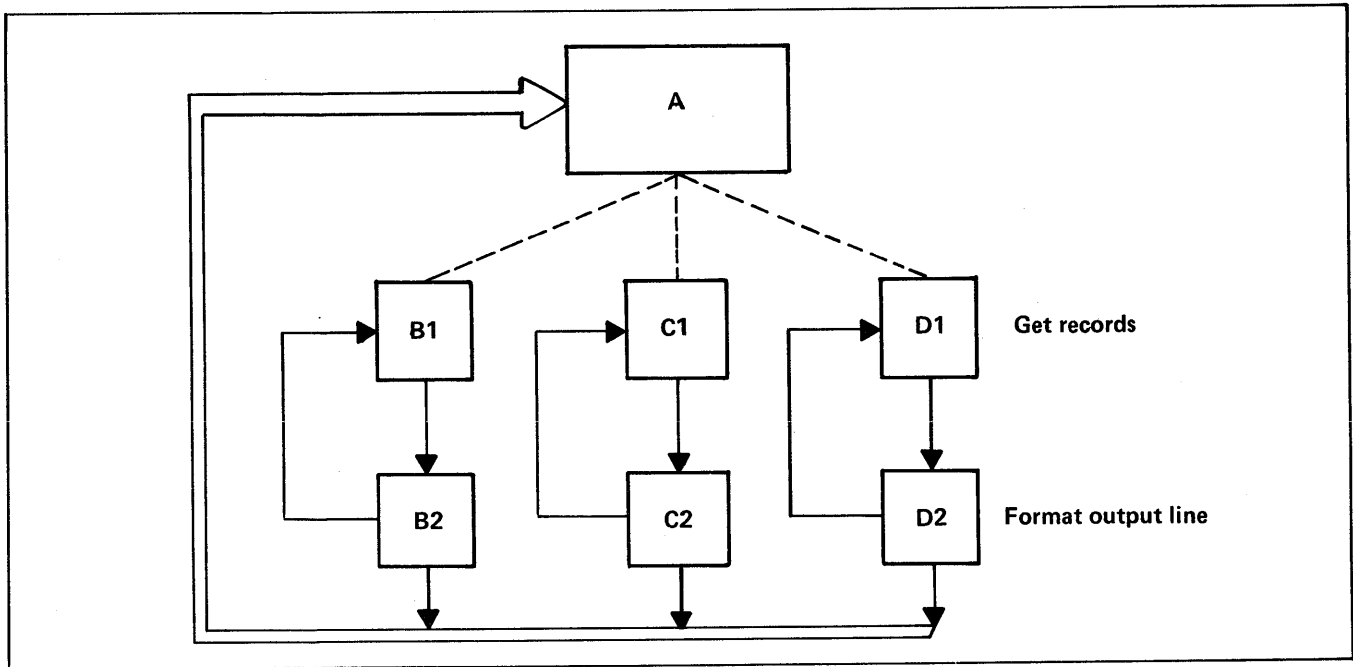 A
B1
C1
D1
Get records
B2
C2
D2
Format output line